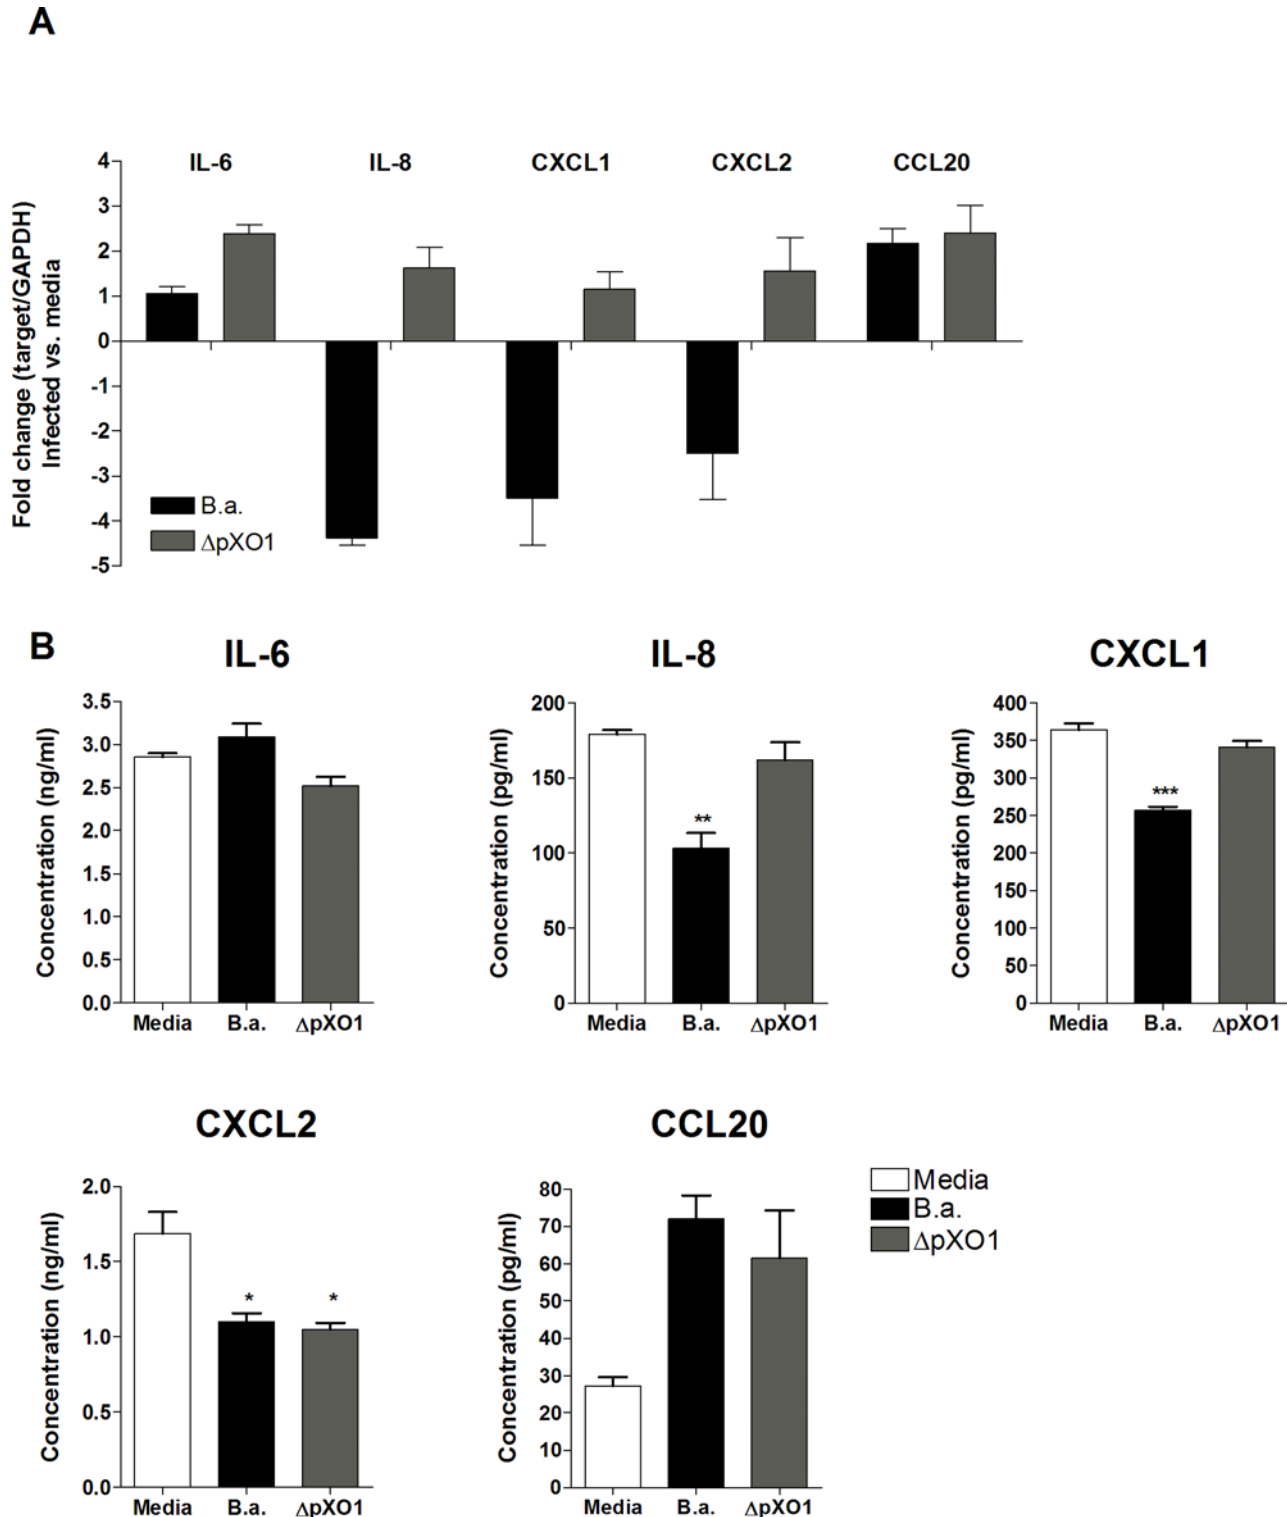 A
IL-6 IL-8 CXCL1 CXCL2 CCL20
Fold change (target/GAPDH)
Infected vs. media
4
3
2
1
0
-1
-2
-3
-4
-5
B.a.
ΔpXO1
B
IL-6
Concentration (ng/ml)
3.5
3.0
2.5
2.0
1.5
1.0
0.5
0.0
Media B.a. ΔpXO1
IL-8
Concentration (pg/ml)
200
150
100
50
0
**
Media B.a. ΔpXO1
CXCL1
Concentration (pg/ml)
400
350
300
250
200
150
100
50
0
***
Media B.a. ΔpXO1
CXCL2
Concentration (ng/ml)
2.0
1.5
1.0
0.5
0.0
* *
Media B.a. ΔpXO1
CCL20
Concentration (pg/ml)
80
70
60
50
40
30
20
10
0
Media B.a. ΔpXO1
Media
B.a.
ΔpXO1